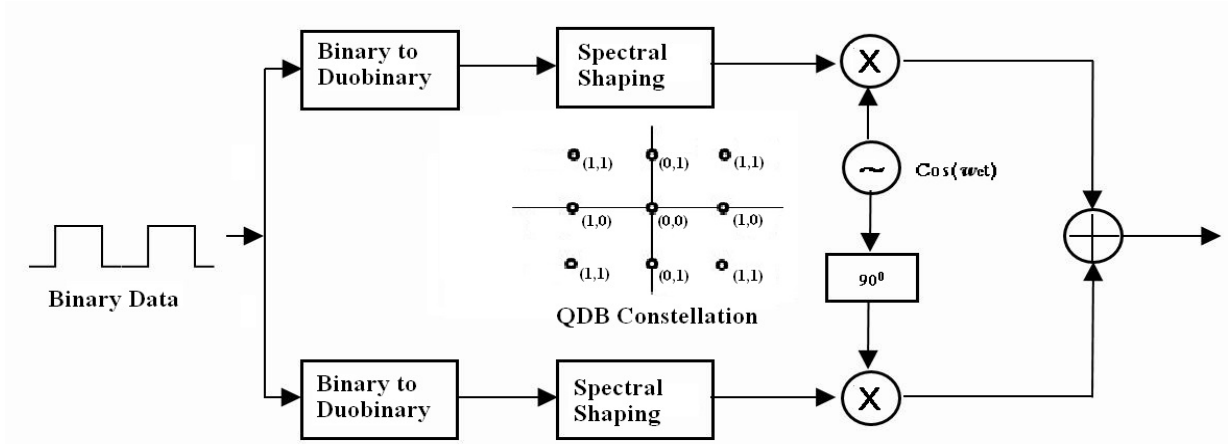 Binary to
Duobinary
Spectral
Shaping
X
(1,1)
(0,1)
(1,1)
~
Cos(wct)
(1,0)
(0,0)
(1,0)
(1,1)
(0,1)
(1,1)
90⁰
Binary Data
QDB Constellation
Binary to
Duobinary
Spectral
Shaping
X